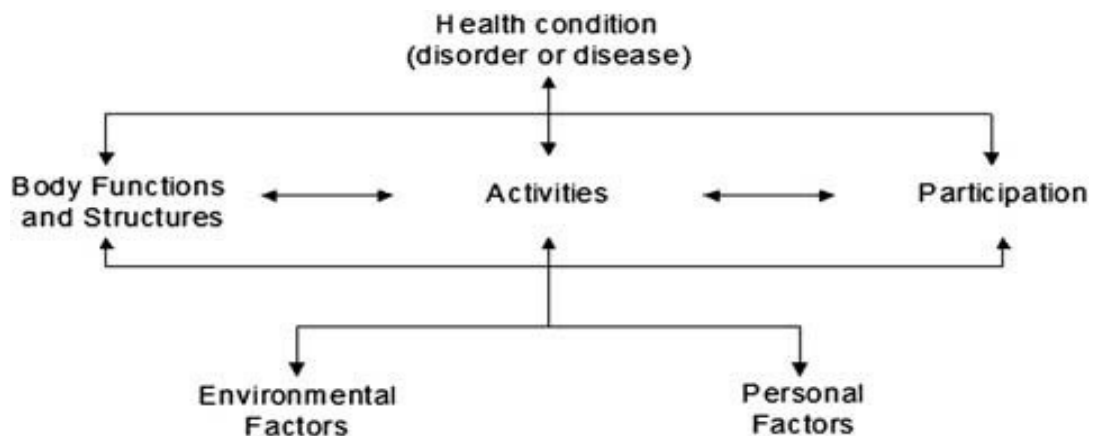 Health condition
(disorder or disease)
Body Functions
and Structures
Activities
Participation
Environmental
Factors
Personal
Factors